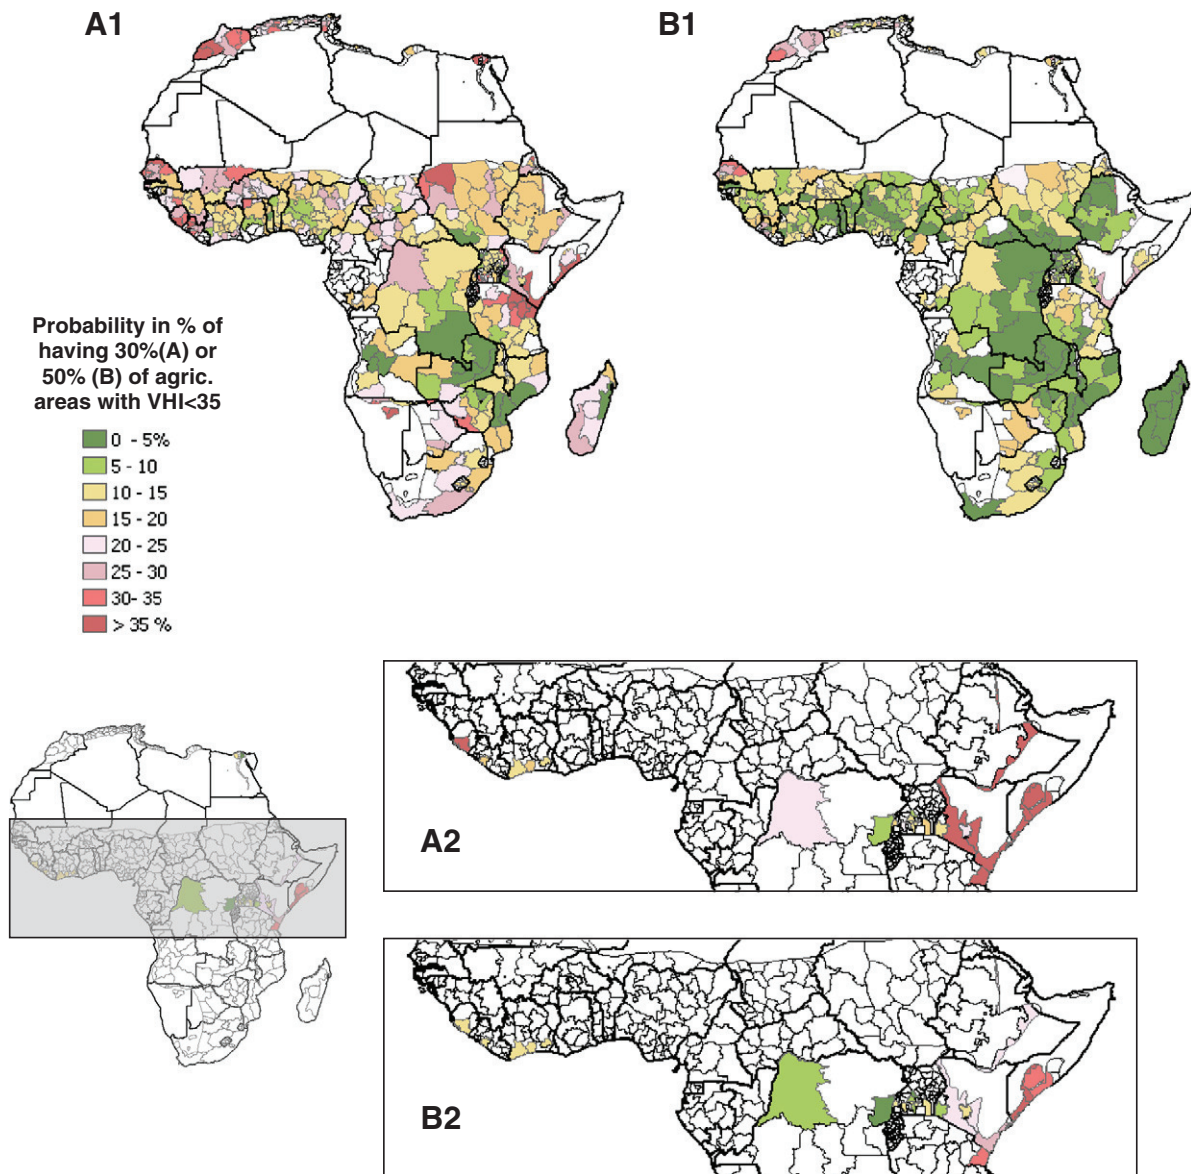 A1
B1
Probability in % of
having 30%(A) or
50% (B) of agric.
areas with VHI<35
0 - 5%
5 - 10
10 - 15
15 - 20
20 - 25
25 - 30
30- 35
> 35 %
A2
B2